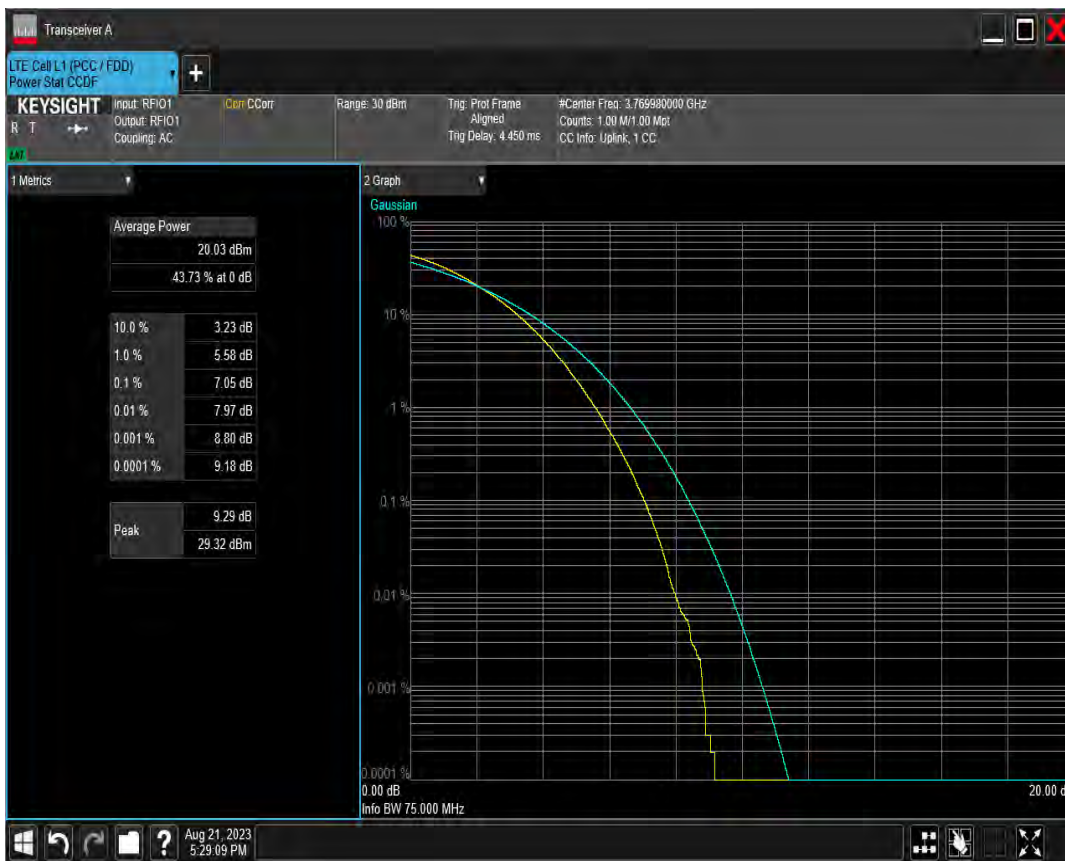 Transceiver A
LTE Cell L1 (PCC / FDD)
Power Stat CCDF
KEYSIGHT
R T
LXI
Input: RFIO1
Output: RFIO1
Coupling: AC
Corr CCorr
Range: 30 dBm
Trig: Prot Frame
Aligned
Trig Delay: 4.450 ms
#Center Freq: 3.769980000 GHz
Counts: 1.00 M/1.00 Mpt
CC Info: Uplink, 1 CC
1 Metrics
Average Power
20.03 dBm
43.73 % at 0 dB
10.0 % 3.23 dB
1.0 % 5.58 dB
0.1 % 7.05 dB
0.01 % 7.97 dB
0.001 % 8.80 dB
0.0001 % 9.18 dB
Peak
9.29 dB
29.32 dBm
2 Graph
Gaussian
100 %
10 %
1 %
0.1 %
0.01 %
0.001 %
0.0001 %
0.00 dB
20.00 d
Info BW 75.000 MHz
?
Aug 21, 2023
5:29:09 PM